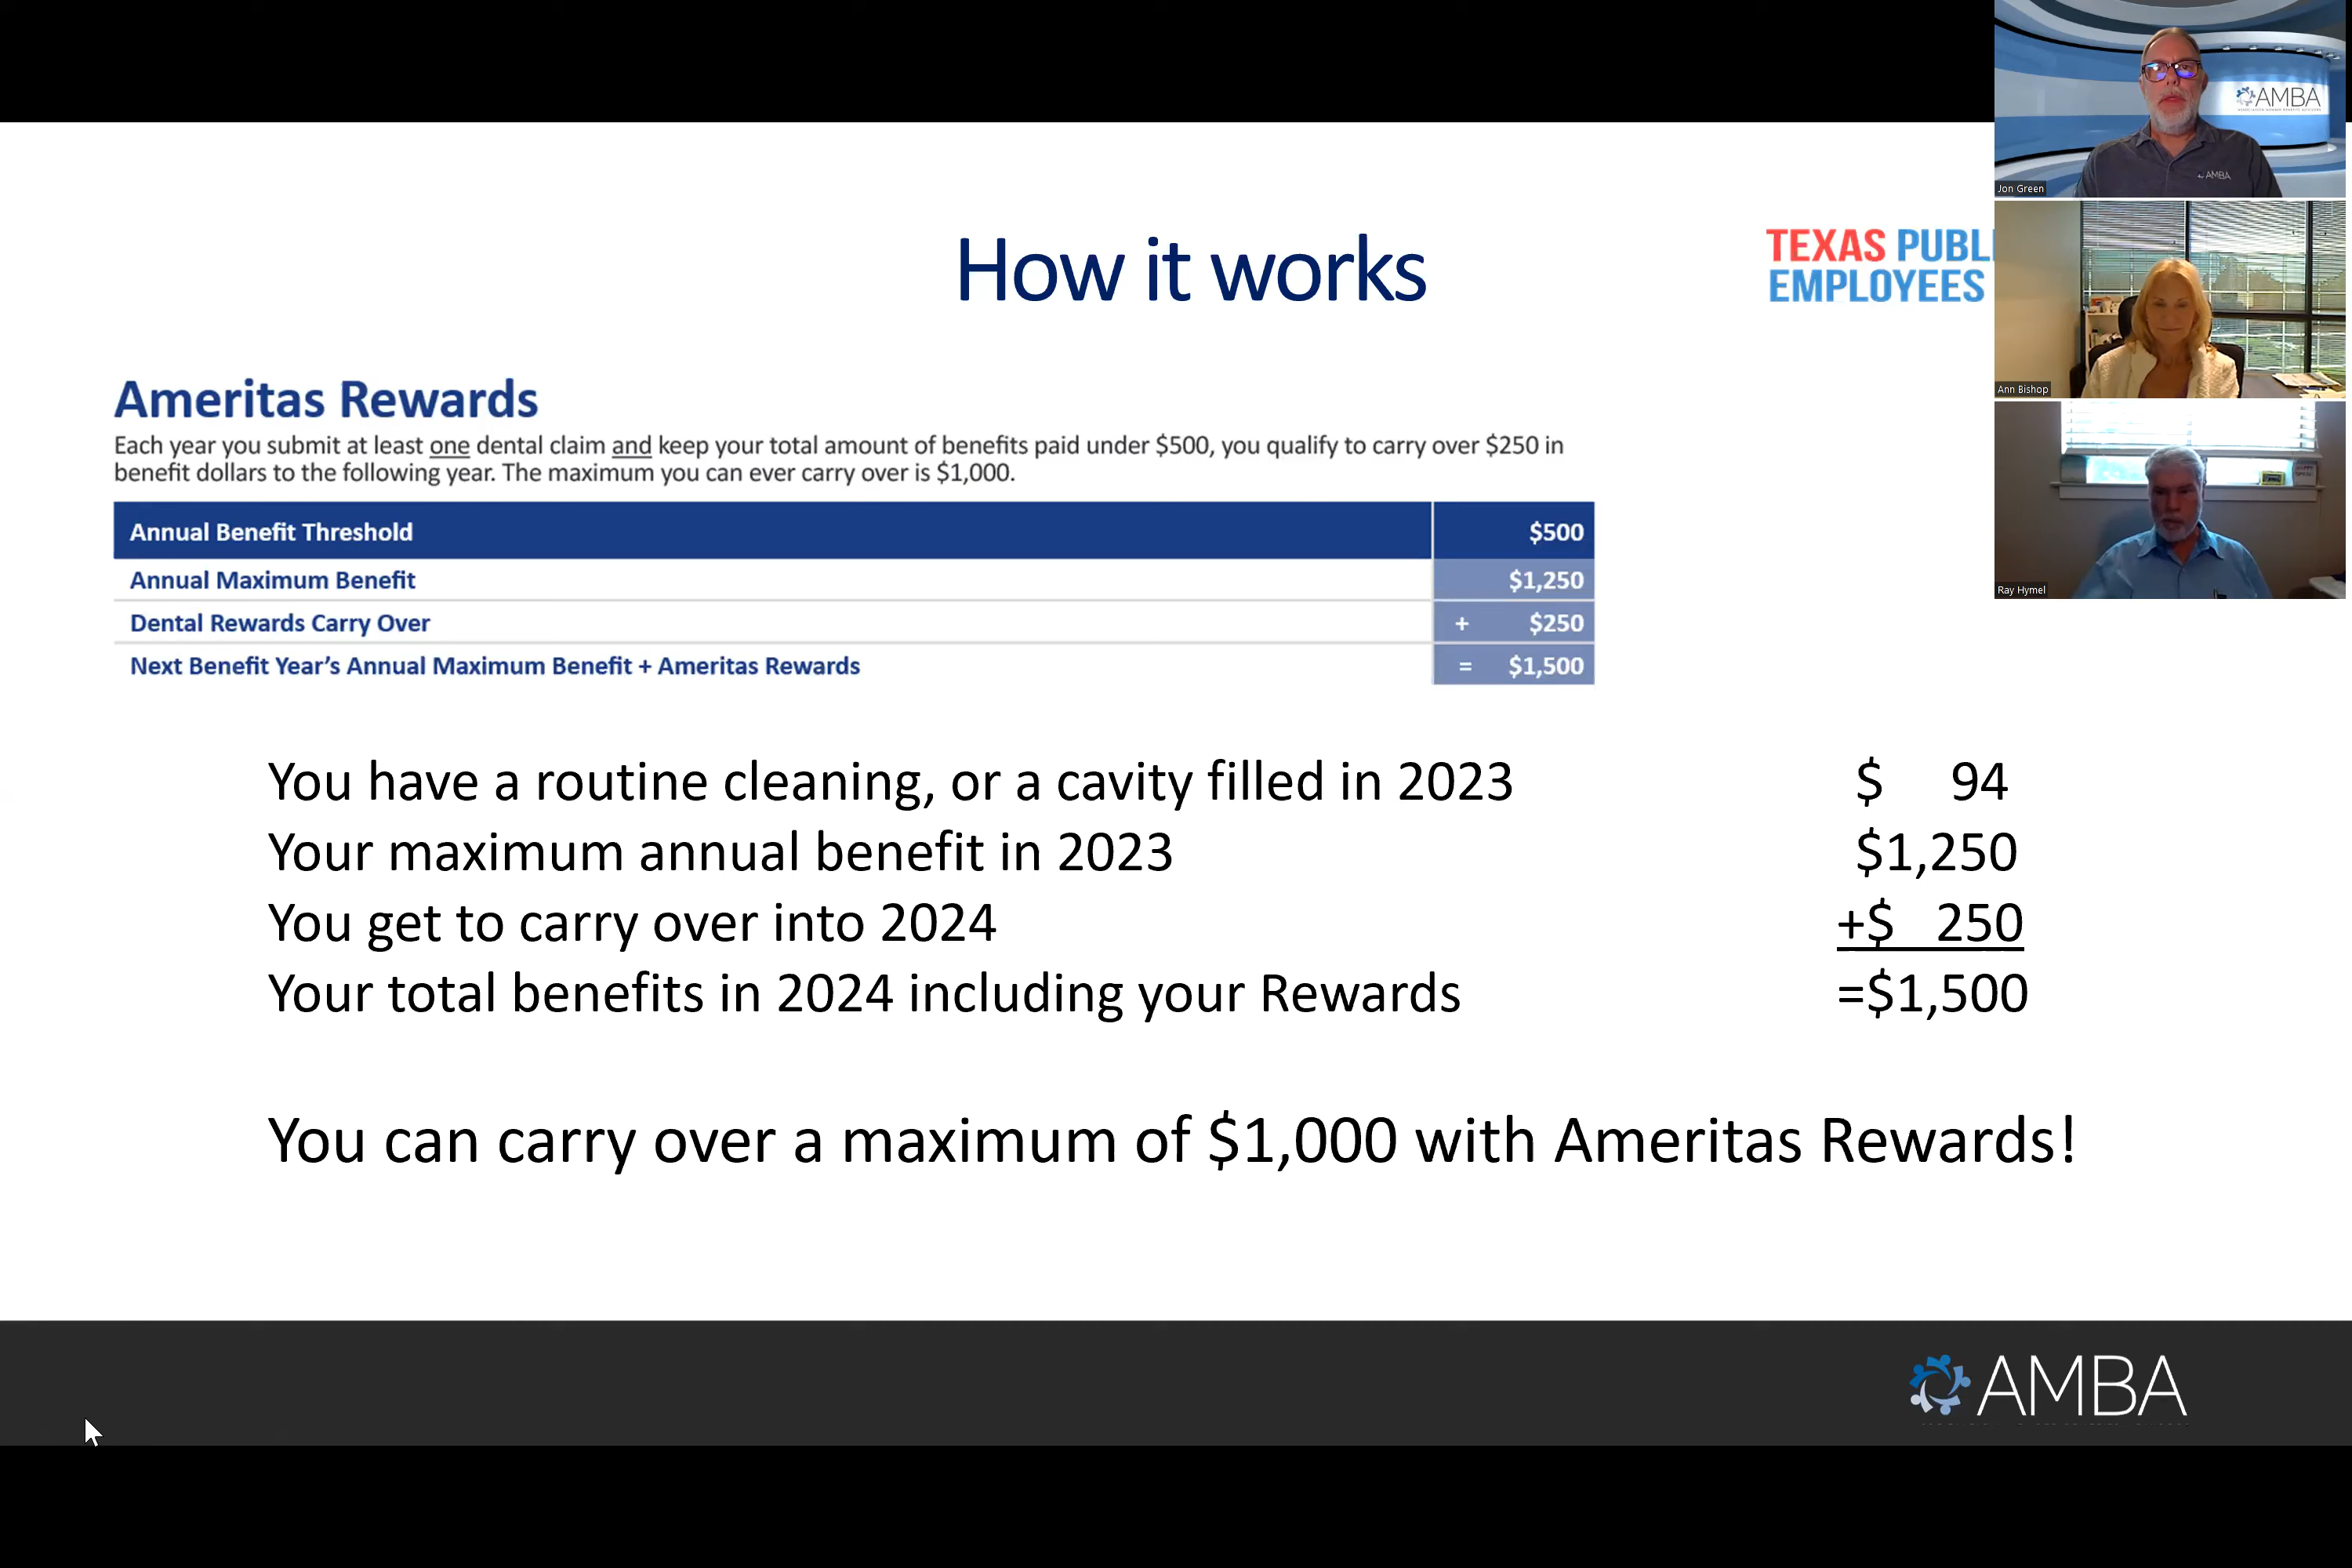 How it works
TEXAS PUBLI
EMPLOYEES
Ameritas Rewards
Each year you submit at least one dental claim and keep your total amount of benefits paid under $500, you qualify to carry over $250 in
benefit dollars to the following year. The maximum you can ever carry over is $1,000.
Annual Benefit Threshold $500
Annual Maximum Benefit $1,250
Dental Rewards Carry Over + $250
Next Benefit Year’s Annual Maximum Benefit + Ameritas Rewards = $1,500
You have a routine cleaning, or a cavity filled in 2023 $ 94
Your maximum annual benefit in 2023 $1,250
You get to carry over into 2024 +$ 250
Your total benefits in 2024 including your Rewards =$1,500
You can carry over a maximum of $1,000 with Ameritas Rewards!
AMBA
AMBA
AMBA
Jon Green
Ann Bishop
Ray Hymel